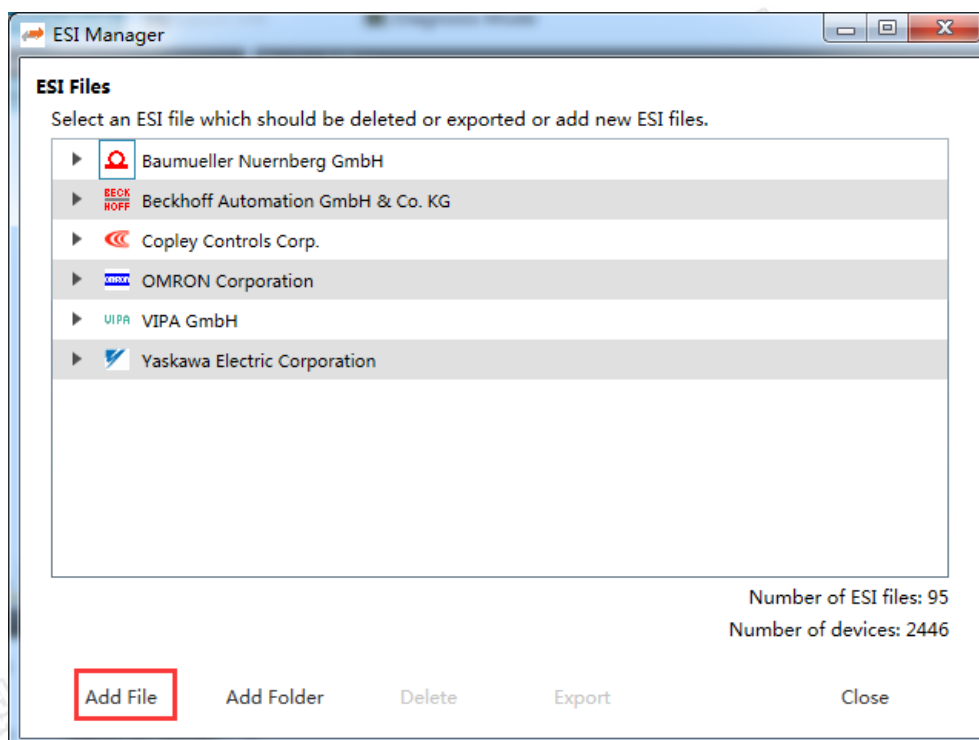 ESI Manager
ESI Files
Select an ESI file which should be deleted or exported or add new ESI files.
Baumueller Nuernberg GmbH
BECK
HOFF
Beckhoff Automation GmbH & Co. KG
Copley Controls Corp.
OMRON OMRON Corporation
VIPA VIPA GmbH
Yaskawa Electric Corporation
Number of ESI files: 95
Number of devices: 2446
Add File Add Folder Delete Export Close